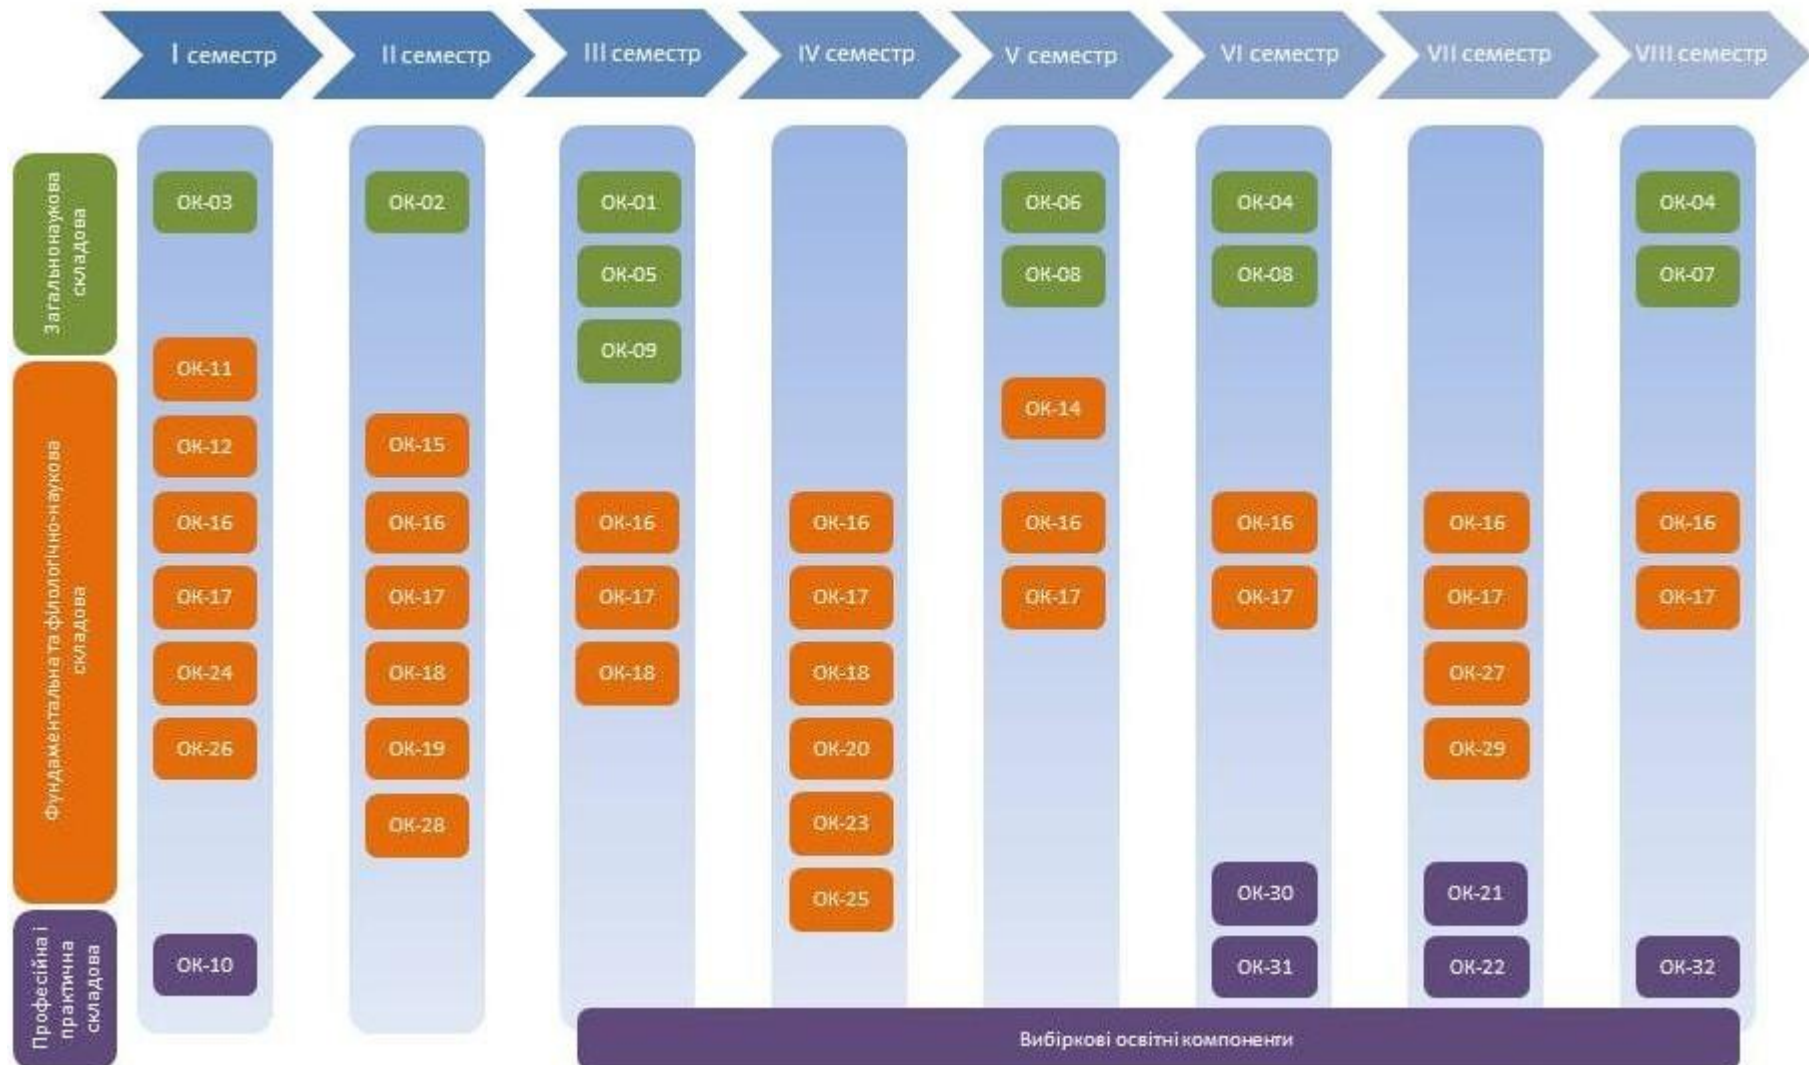 I семестр
II семестр
III семестр
IV семестр
V семестр
VI семестр
VII семестр
VIII семестр
Загальнонаукова
складова
ОК-03
ОК-02
ОК-01
ОК-06
ОК-04
ОК-04
ОК-05
ОК-08
ОК-08
ОК-07
ОК-09
Фундаментальна та філологічно-наукова
складова
ОК-11
ОК-14
ОК-12
ОК-15
ОК-16
ОК-16
ОК-16
ОК-16
ОК-16
ОК-16
ОК-16
ОК-16
ОК-17
ОК-17
ОК-17
ОК-17
ОК-17
ОК-17
ОК-17
ОК-17
ОК-24
ОК-18
ОК-18
ОК-18
ОК-27
ОК-26
ОК-19
ОК-20
ОК-29
ОК-28
ОК-23
ОК-25
ОК-30
ОК-21
Професійна і
практична
складова
ОК-10
ОК-31
ОК-22
ОК-32
Вибіркові освітні компоненти